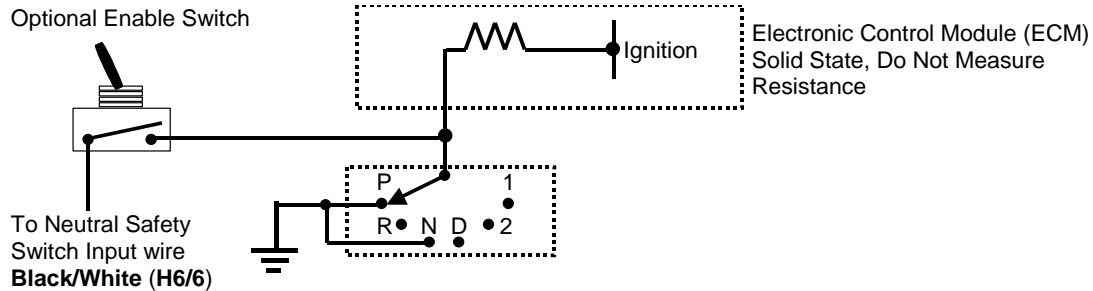 Optional Enable Switch
Ignition
Electronic Control Module (ECM)
Solid State, Do Not Measure
Resistance
P 1
R N D 2
To Neutral Safety
Switch Input wire
Black/White (H6/6)